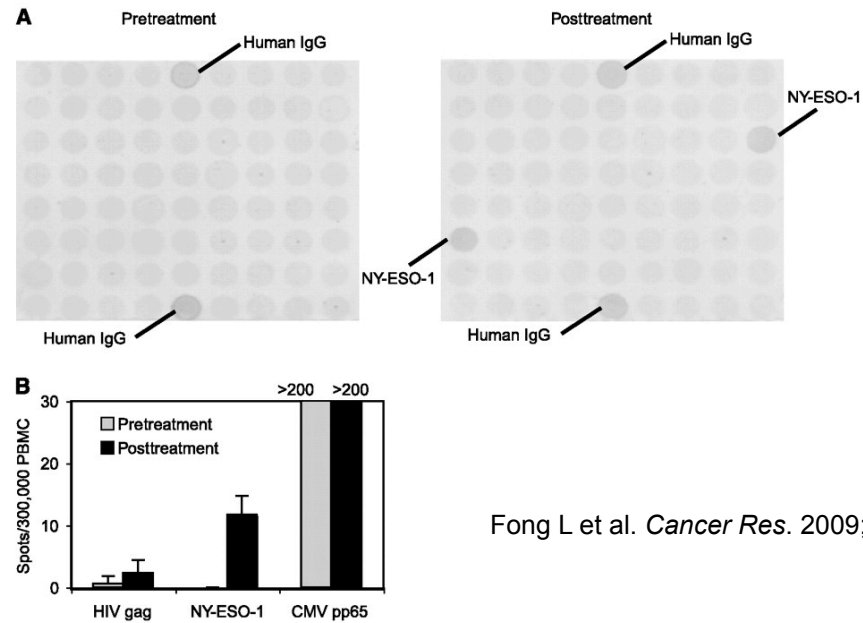 A
Pretreatment
Posttreatment
Human IgG
Human IgG
NY-ESO-1
NY-ESO-1
Human IgG
Human IgG
B
>200 >200
30
20
10
0
Spots/300,000 PBMC
Pretreatment
Posttreatment
HIV gag NY-ESO-1 CMV pp65
Fong L et al. Cancer Res. 2009;